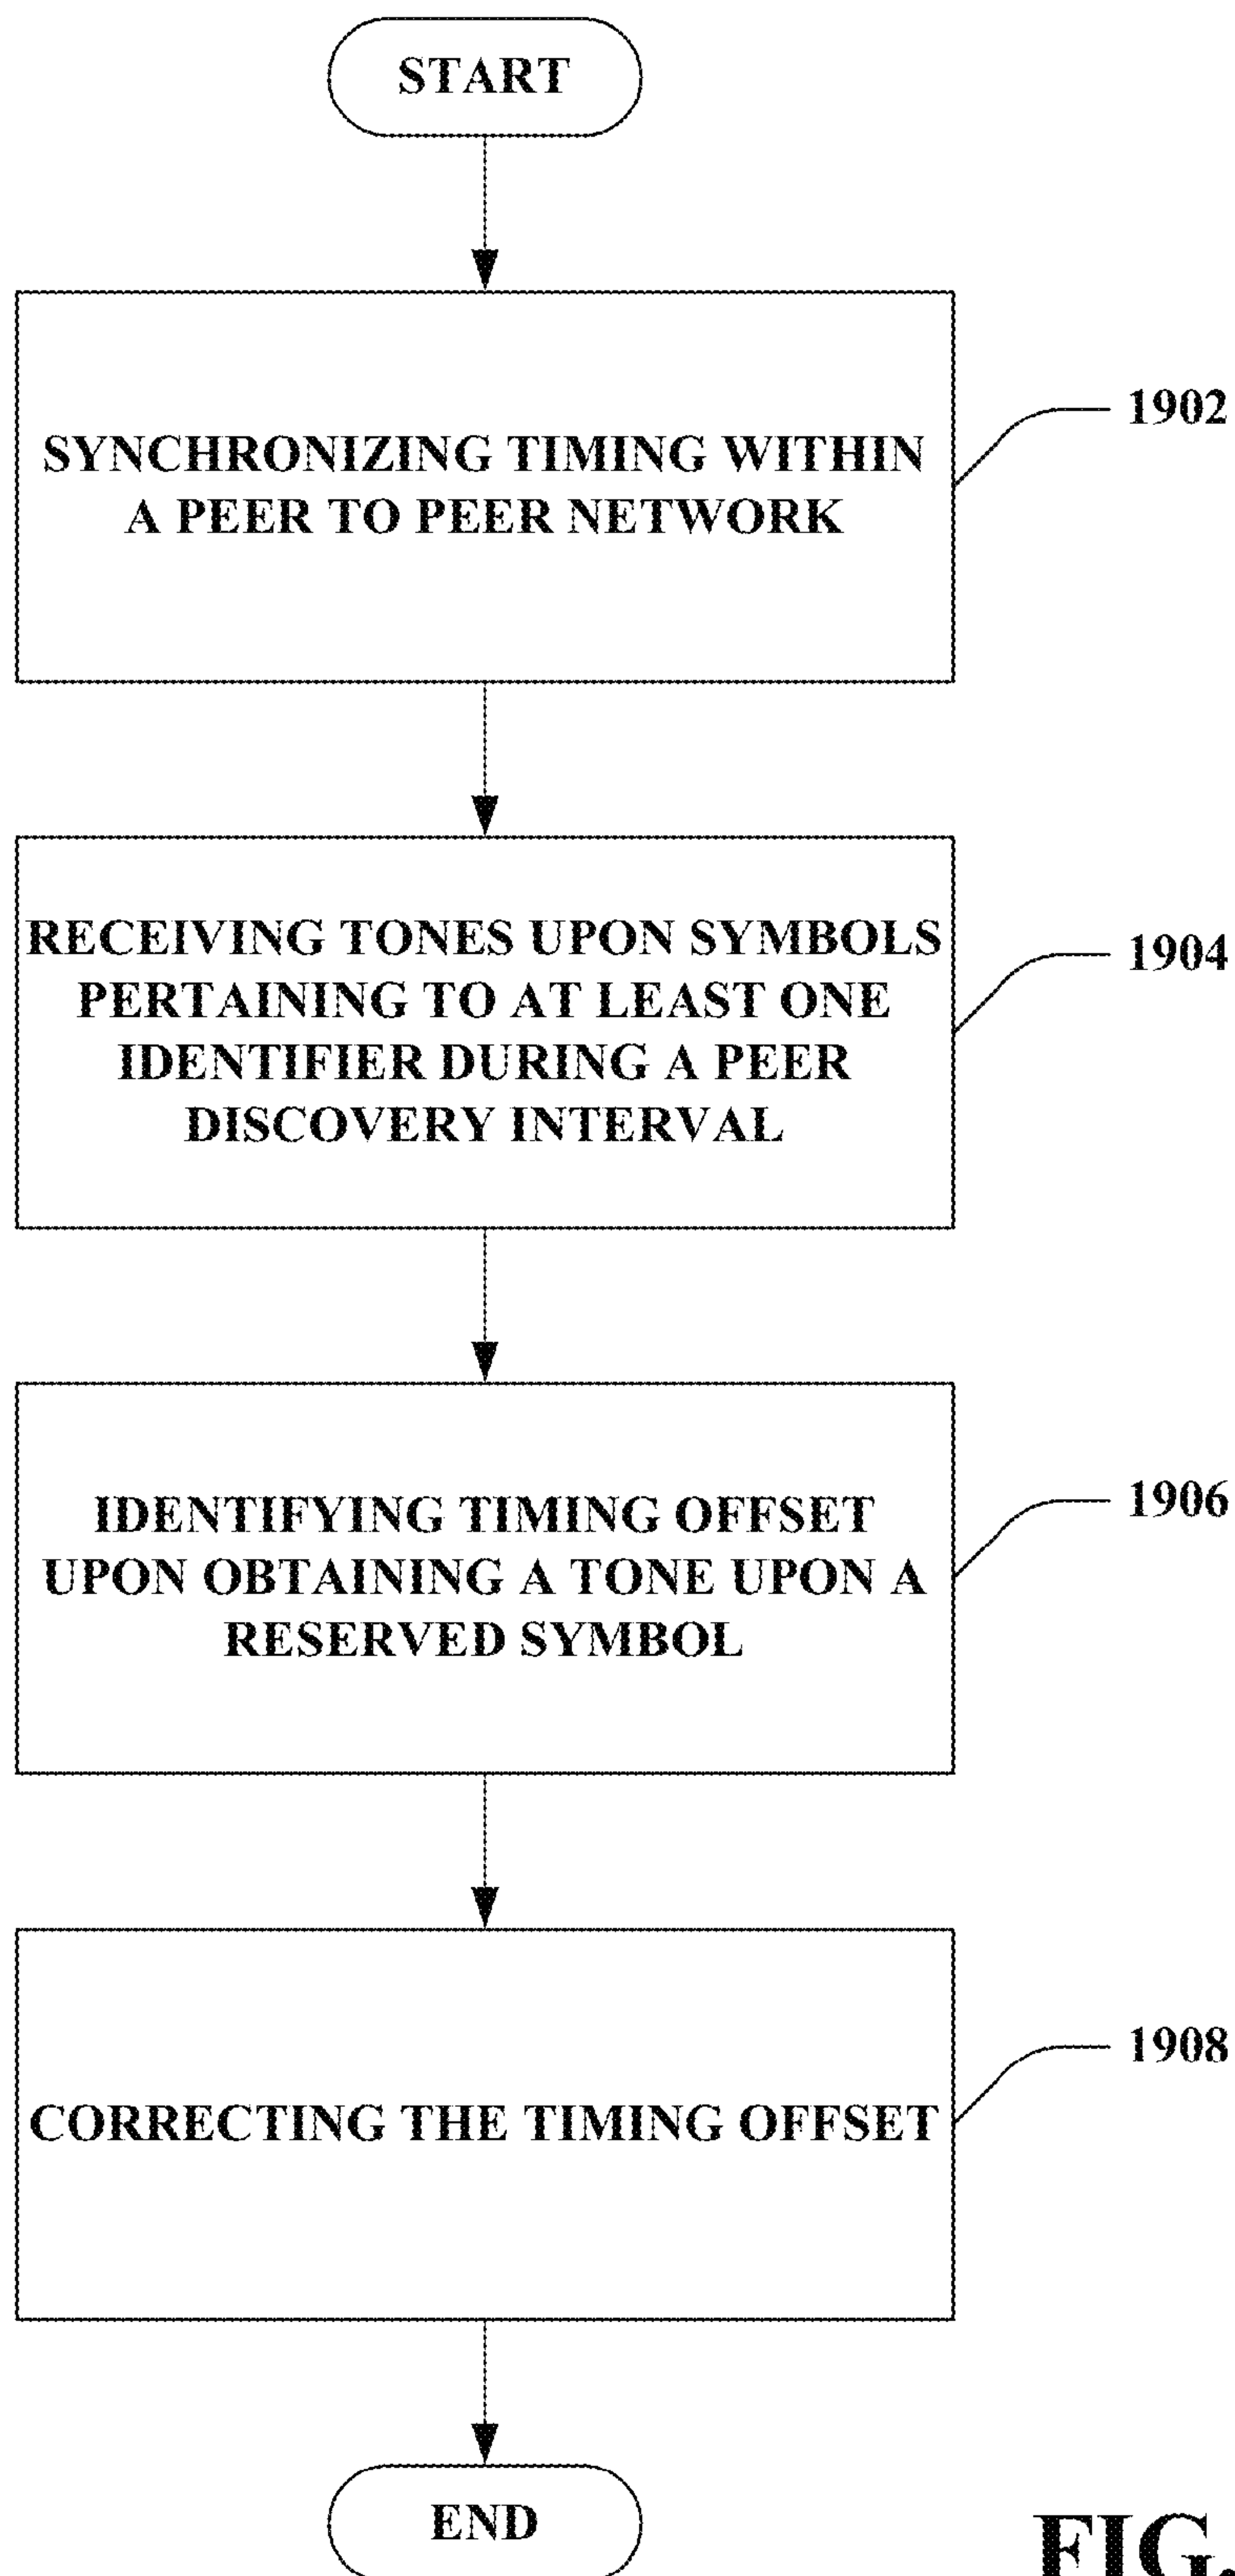 START
SYNCHRONIZING TIMING WITHIN
A PEER TO PEER NETWORK
1902
RECEIVING TONES UPON SYMBOLS
PERTAINING TO AT LEAST ONE
IDENTIFIER DURING A PEER
DISCOVERY INTERVAL
1904
IDENTIFYING TIMING OFFSET
UPON OBTAINING A TONE UPON A
RESERVED SYMBOL
1906
CORRECTING THE TIMING OFFSET
1908
END
FIG.